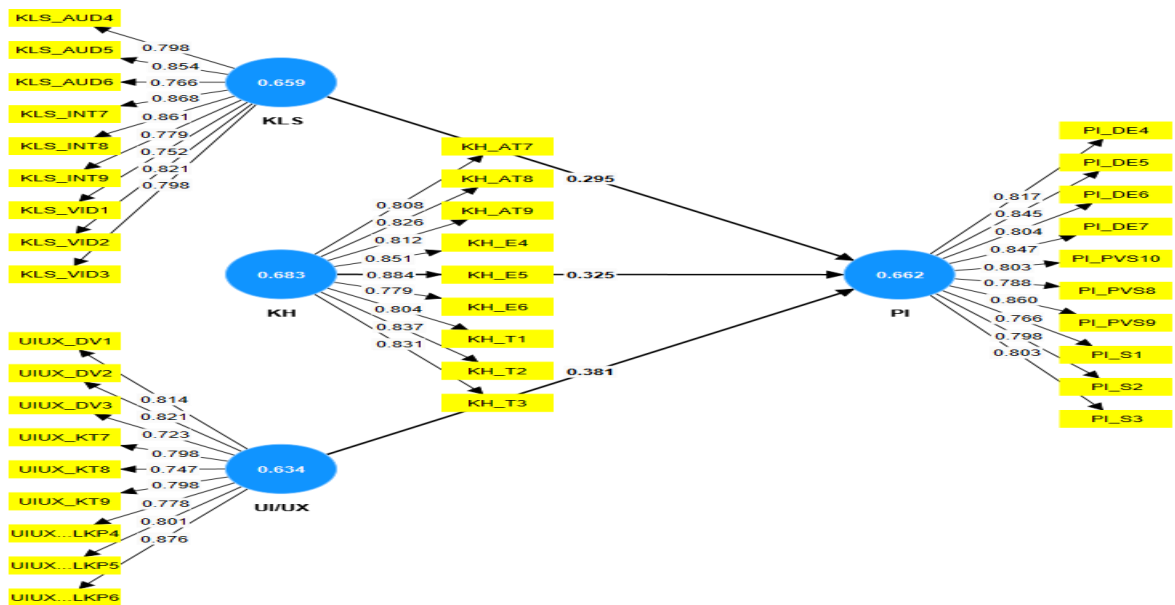 KLS_AUD4
KLS_AUD5
KLS_AUD6
KLS_INT7
KLS_INT8
KLS_INT9
KLS_VID1
KLS_VID2
KLS_VID3
0.798
0.854
0.766
0.868
0.861
0.779
0.752
0.821
0.798
0.659
KLS
UIUX_DV1
UIUX_DV2
UIUX_DV3
UIUX_KT7
UIUX_KT8
UIUX_KT9
UIUX...LKP4
UIUX...LKP5
UIUX...LKP6
0.814
0.821
0.723
0.798
0.747
0.798
0.778
0.801
0.876
0.634
UI/UX
0.683
KH
0.808
0.826
0.812
0.851
0.884
0.779
0.804
0.837
0.831
KH_AT7
KH_AT8
KH_AT9
KH_E4
KH_E5
KH_E6
KH_T1
KH_T2
KH_T3
0.295
0.325
0.381
0.662
PI
0.817
0.845
0.804
0.847
0.803
0.788
0.860
0.766
0.798
0.803
PI_DE4
PI_DE5
PI_DE6
PI_DE7
PI_PVS10
PI_PVS8
PI_PVS9
PI_S1
PI_S2
PI_S3